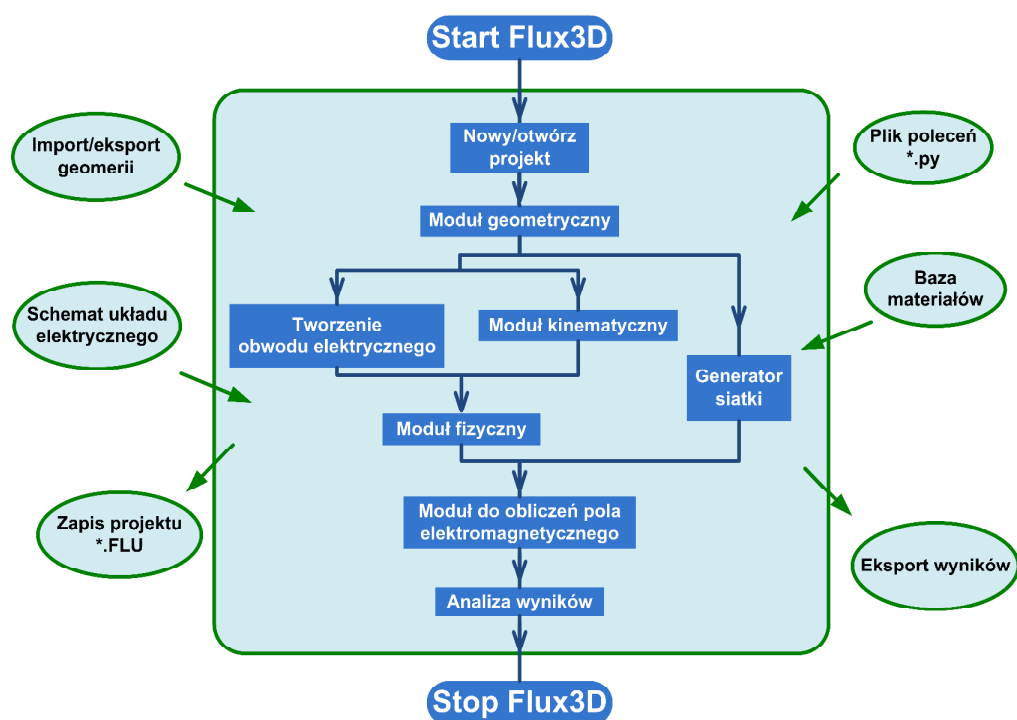 Start Flux3D
Import/eksport
geomerii
Nowy/otwórz
projekt
Plik poleceń
*.py
Moduł geometryczny
Schemat układu
elektrycznego
Tworzenie
obwodu elektrycznego
Moduł kinematyczny
Baza
materiałów
Generator
siatki
Moduł fizyczny
Zapis projektu
*.FLU
Moduł do obliczeń pola
elektromagnetycznego
Eksport wyników
Analiza wyników
Stop Flux3D